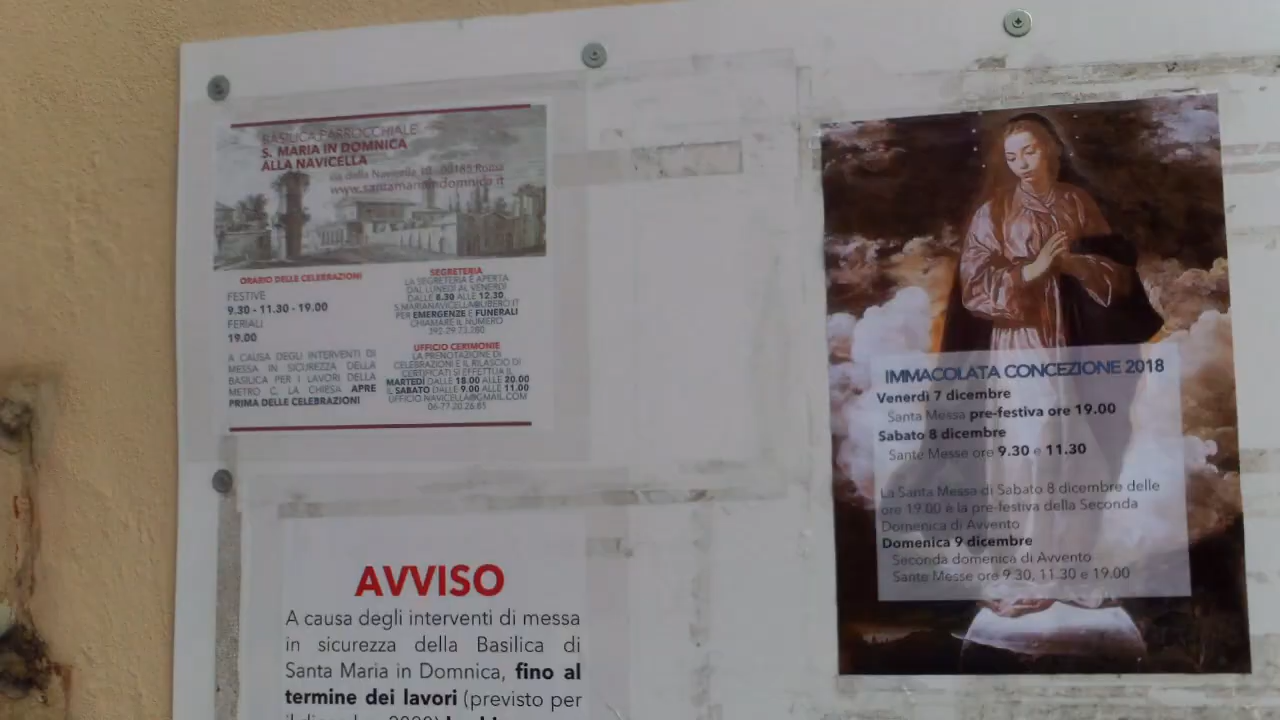 BASILICA PARROCCHIALE
S. MARIA IN DOMNICA
ALLA NAVICELLA
via della Navicella 10 - 00185 Roma
www.santamariaindomnica.it
ORARIO DELLE CELEBRAZIONI
FESTIVE
9.30 - 11.30 - 19.00
FERIALI
19.00
A CAUSA DEGLI INTERVENTI DI
MESSA IN SICUREZZA DELLA
BASILICA PER I LAVORI DELLA
METRO C, LA CHIESA APRE
PRIMA DELLE CELEBRAZIONI
SEGRETERIA
LA SEGRETERIA È APERTA
DAL LUNEDÌ AL VENERDÌ
DALLE 8.30 ALLE 12.30
S.MARIANAVICELLA@LIBERO.IT
PER EMERGENZE E FUNERALI
CHIAMARE IL NUMERO
392.29.73.280
UFFICIO CERIMONIE
LA PRENOTAZIONE DI
CELEBRAZIONI E IL RILASCIO DI
CERTIFICATI SI EFFETTUA IL
MARTEDÌ DALLE 18.00 ALLE 20.00
IL SABATO DALLE 9.00 ALLE 11.00
UFFICIO.NAVICELLA@GMAIL.COM
06-77.20.26.85
AVVISO
A causa degli interventi di messa
in sicurezza della Basilica di
Santa Maria in Domnica, fino al
termine dei lavori (previsto per
IMMACOLATA CONCEZIONE 2018
Venerdì 7 dicembre
Santa Messa pre-festiva ore 19.00
Sabato 8 dicembre
Sante Messe ore 9.30 e 11.30
La Santa Messa di Sabato 8 dicembre delle
ore 19.00 è la pre-festiva della Seconda
Domenica di Avvento
Domenica 9 dicembre
Seconda domenica di Avvento
Sante Messe ore 9.30, 11.30 e 19.00